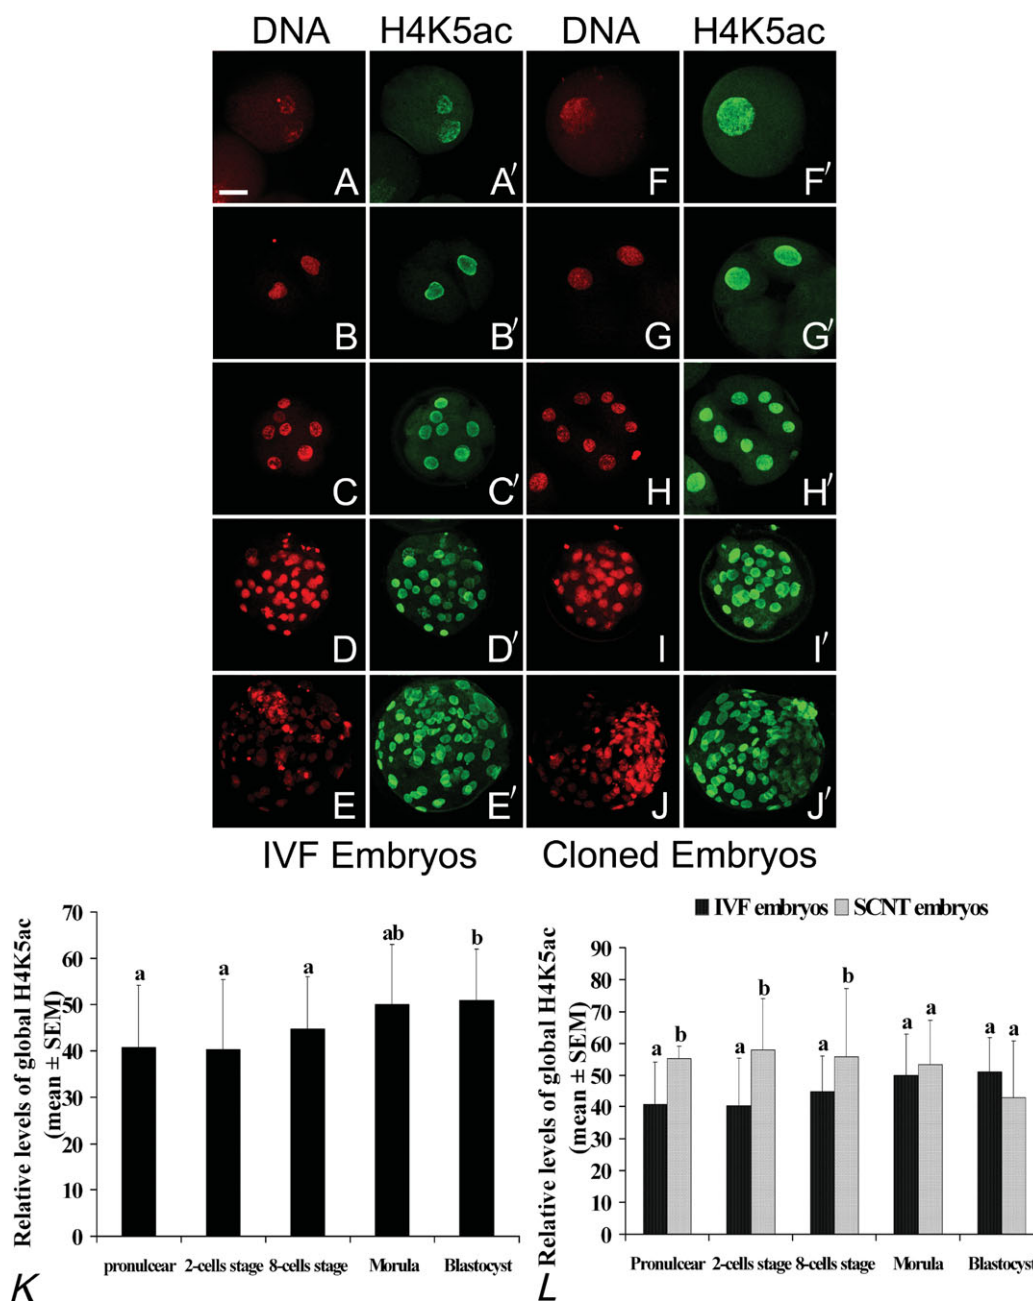 DNA H4K5ac DNA H4K5ac
A A′ F F′
B B′ G G′
C C′ H H′
D D′ I I′
E E′ J J′
IVF Embryos Cloned Embryos
Relative levels of global H4K5ac
(mean ± SEM)
70
60
50
40
30
20
10
0
a a a ab b
pronulcear 2-cells stage 8-cells stage Morula Blastocyst
K
IVF embryos SCNT embryos
Relative levels of global H4K5ac
(mean ± SEM)
90
80
70
60
50
40
30
20
10
0
a b a b a b a a a a
Pronulcear 2-cells stage 8-cells stage Morula Blastocyst
L